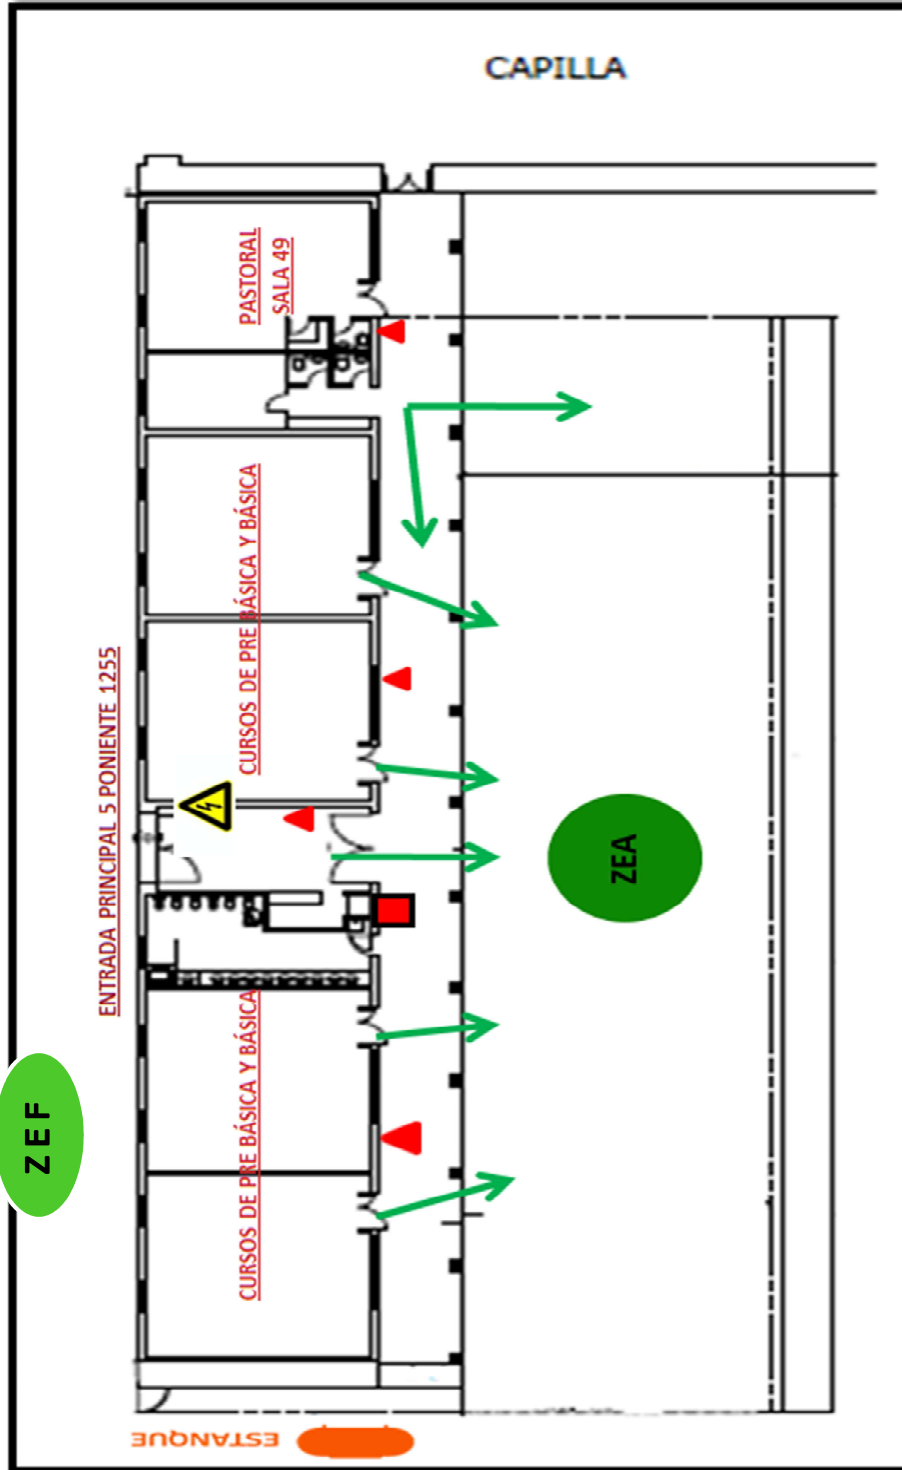 CAPILLA
PASTORAL
SALA 49
CURSOS DE PRE BÁSICA Y BÁSICA
ENTRADA PRINCIPAL 5 PONIENTE 1255
ZEA
CURSOS DE PRE BÁSICA Y BÁSICA
ZEF
ESTANQUE